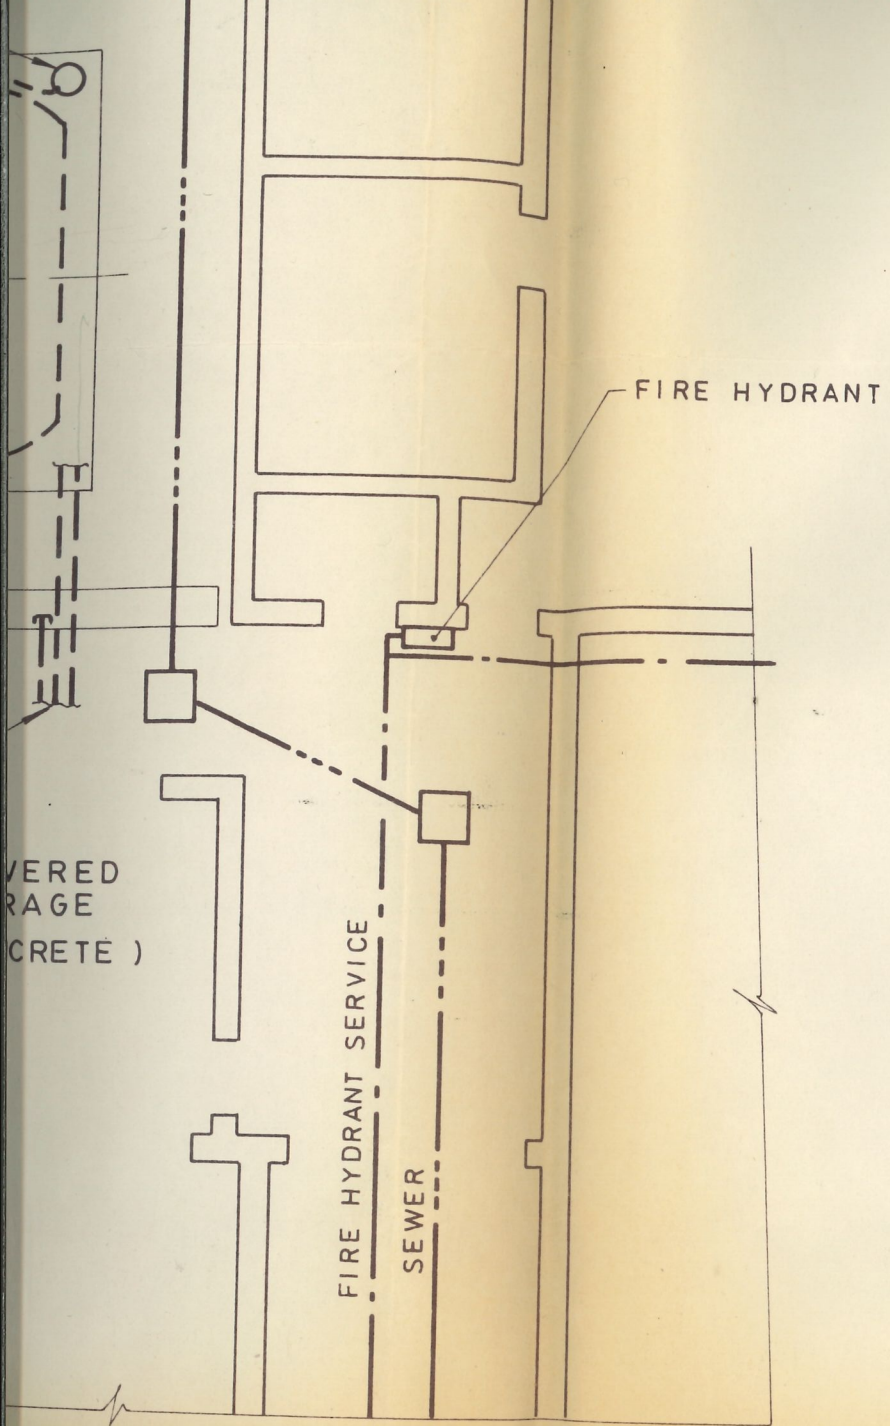 FIRE HYDRANT
VERED
RAGE
CRETE )
FIRE HYDRANT SERVICE
SEWER